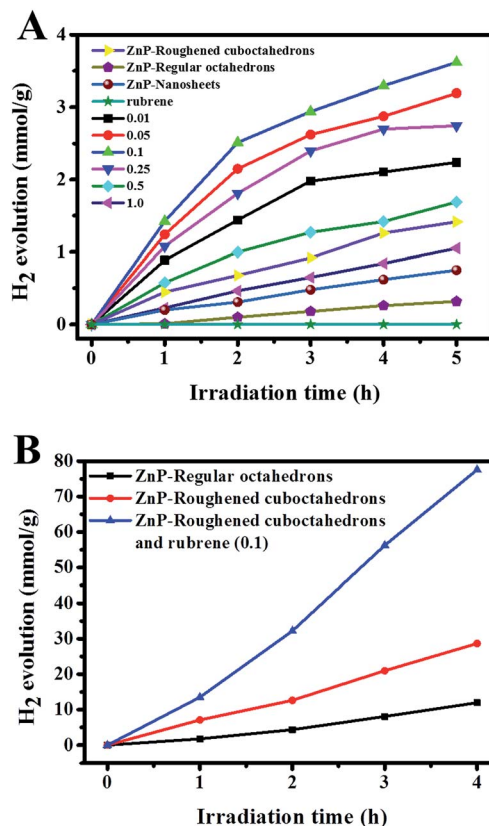 A
H2 evolution (mmol/g)
4
3
2
1
0
ZnP-Roughened cuboctahedrons
ZnP-Regular octahedrons
ZnP-Nanosheets
rubrene
0.01
0.05
0.1
0.25
0.5
1.0
0 1 2 3 4 5
Irradiation time (h)
B
H2 evolution (mmol/g)
80
70
60
50
40
30
20
10
0
ZnP-Regular octahedrons
ZnP-Roughened cuboctahedrons
ZnP-Roughened cuboctahedrons
and rubrene (0.1)
0 1 2 3 4
Irradiation time (h)